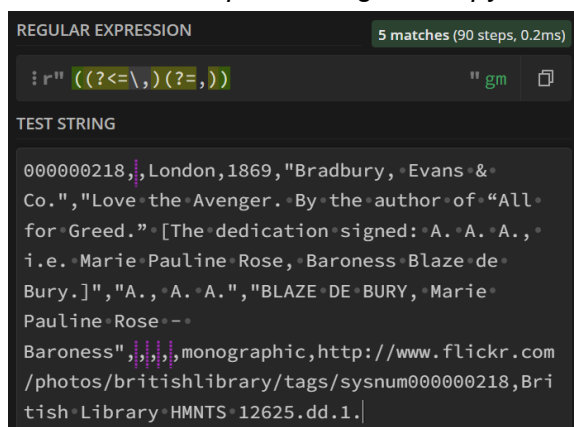 REGULAR EXPRESSION
5 matches (90 steps, 0.2ms)
r" ((?<=\,)(?=,)) " gm
TEST STRING
000000218,,London,1869,"Bradbury, Evans &
Co.","Love the Avenger. By the author of “All
for Greed.” [The dedication signed: A. A. A.,
i.e. Marie Pauline Rose, Baroness Blaze de
Bury.]","A., A. A.","BLAZE DE BURY, Marie
Pauline Rose -
Baroness",,,,,monographic,http://www.flickr.com
/photos/britishlibrary/tags/sysnum000000218,Bri
tish Library HMNTS 12625.dd.1.